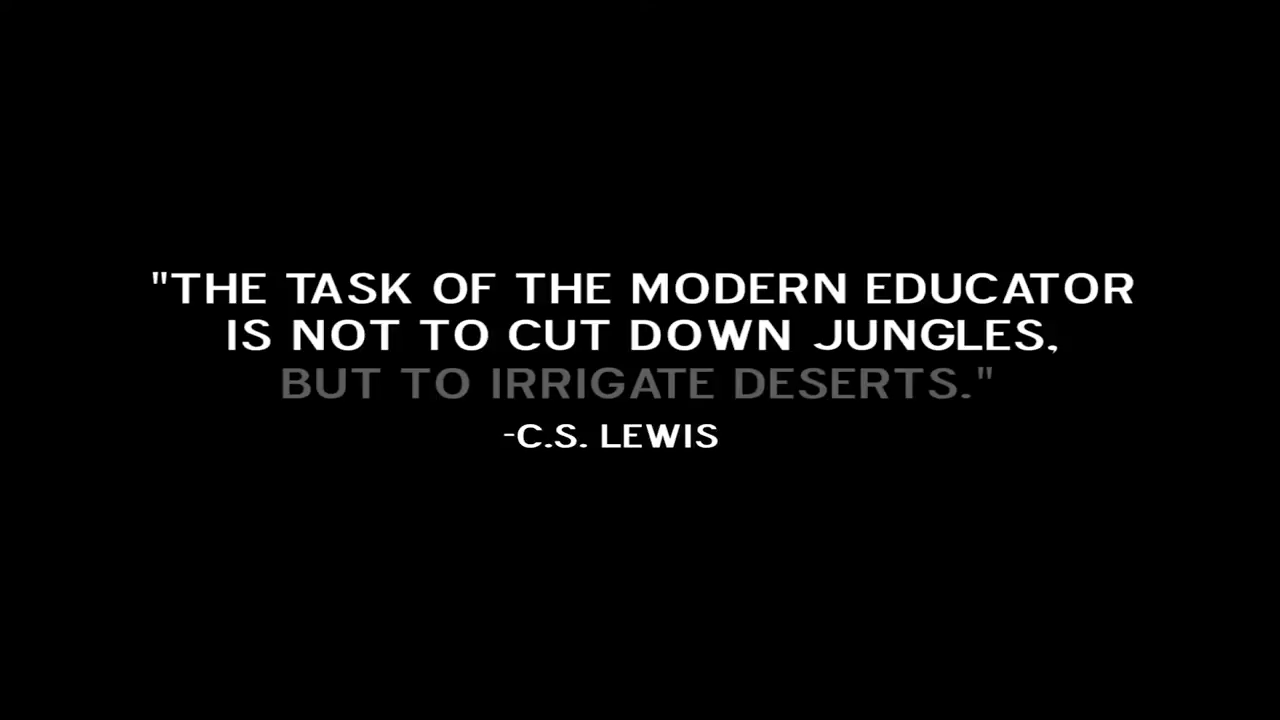 "THE TASK OF THE MODERN EDUCATOR
IS NOT TO CUT DOWN JUNGLES,
BUT TO IRRIGATE DESERTS."
-C.S. LEWIS